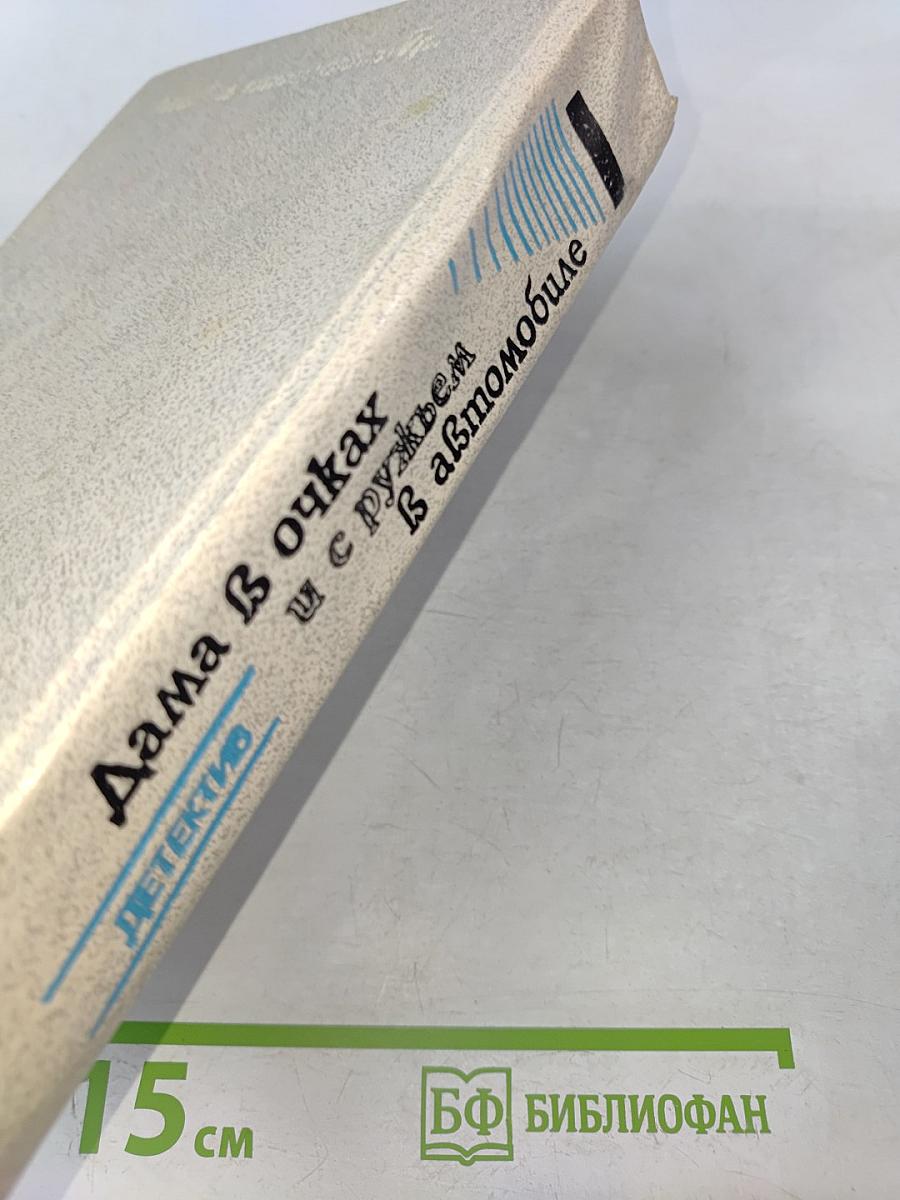 Дама в очках
и с ружьем
в автомобиле
ДЕТЕКТИВ
15 см
БФ БИБЛИОФАН